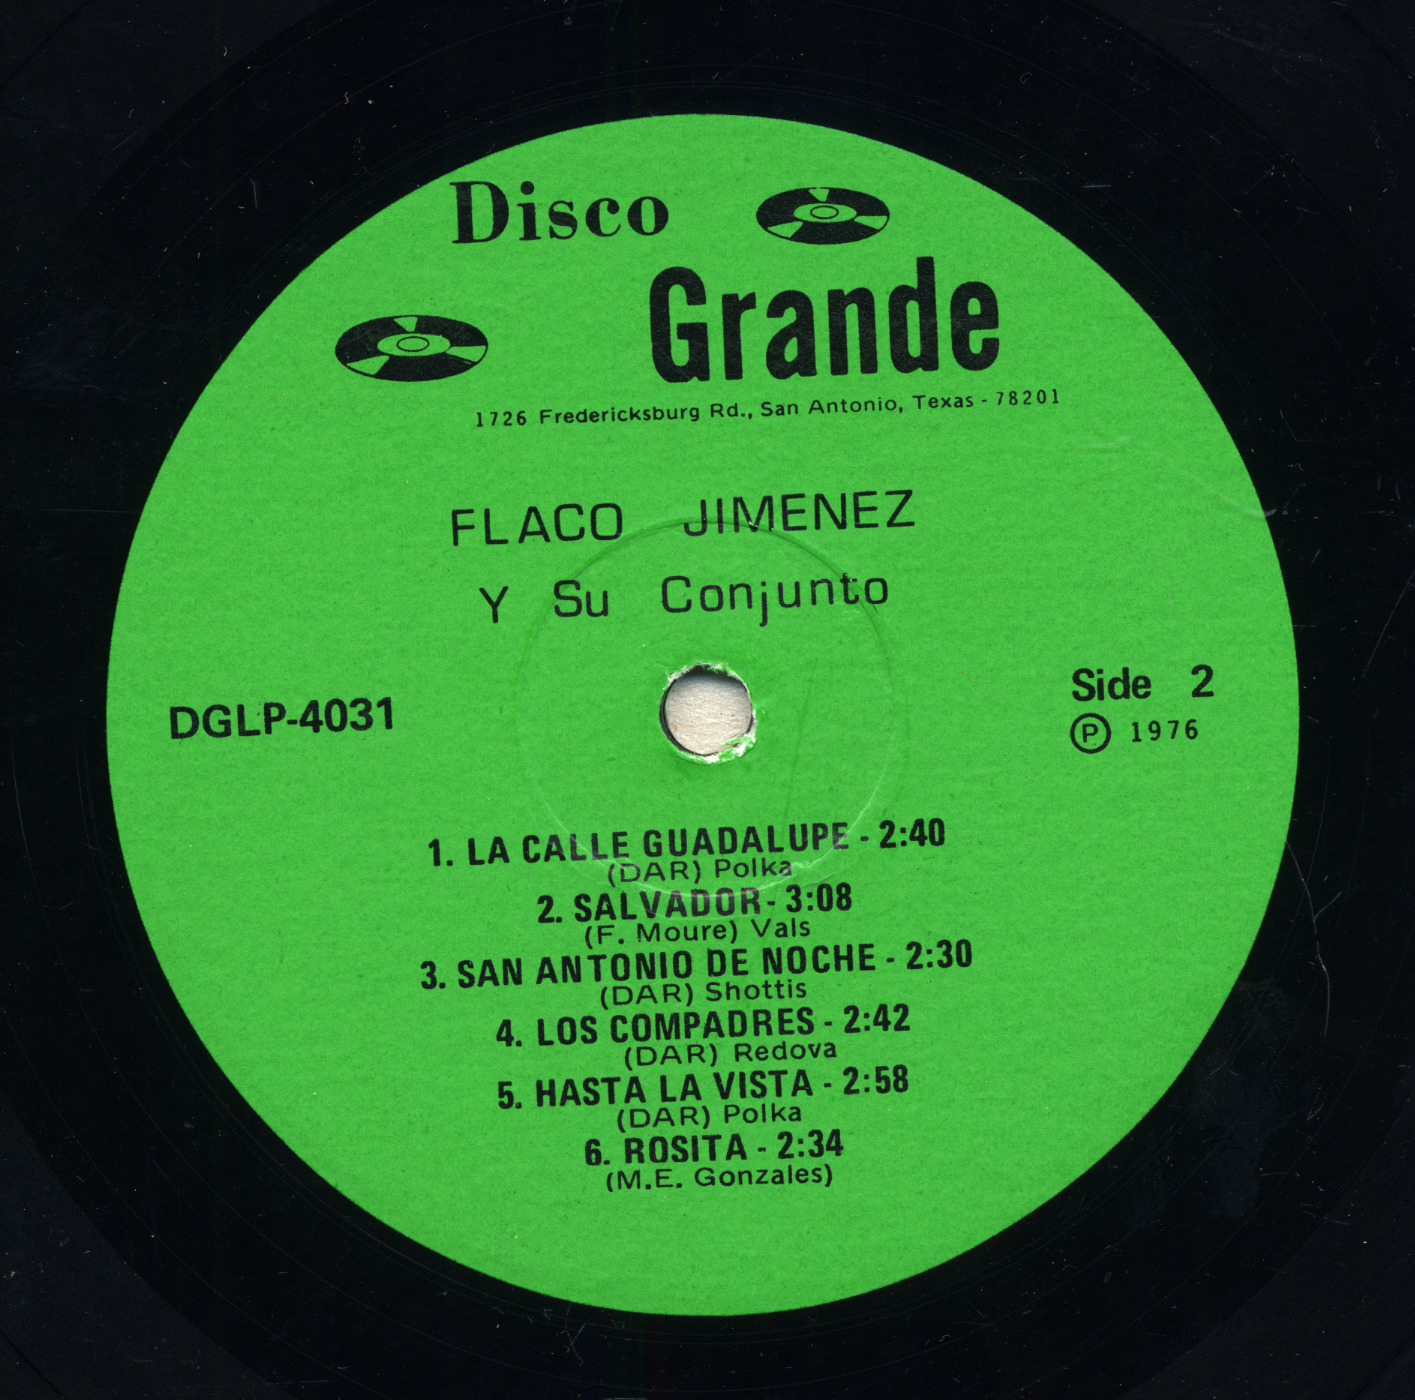 Disco
Grande
1726 Fredericksburg Rd., San Antonio, Texas - 78201
FLACO JIMENEZ
Y Su Conjunto
DGLP-4031
Side 2
Ⓟ 1976
1. LA CALLE GUADALUPE - 2:40
(DAR) Polka
2. SALVADOR - 3:08
(F. Moure) Vals
3. SAN ANTONIO DE NOCHE - 2:30
(DAR) Shottis
4. LOS COMPADRES - 2:42
(DAR) Redova
5. HASTA LA VISTA - 2:58
(DAR) Polka
6. ROSITA - 2:34
(M.E. Gonzales)